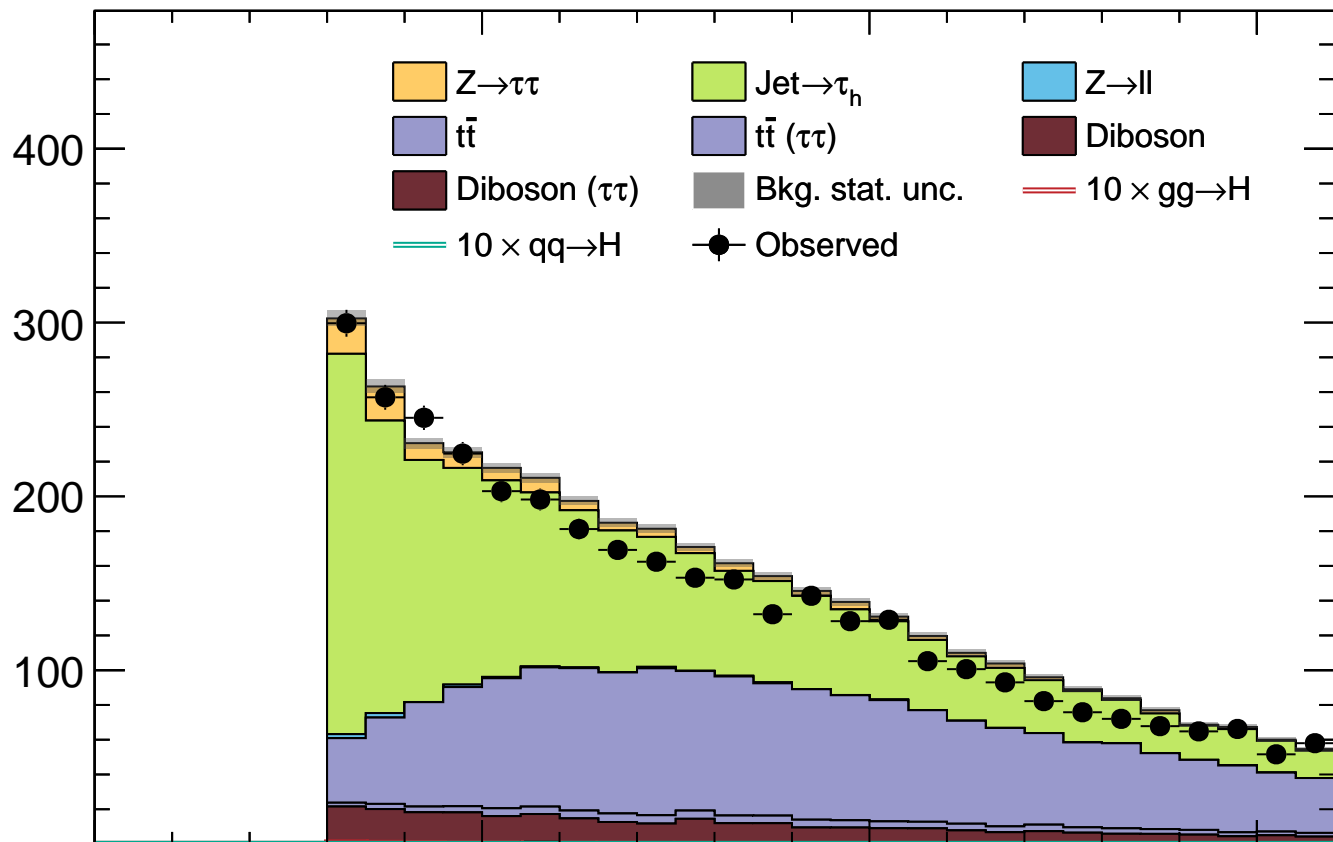 Z→ττ Jet→τₕ Z→ll
tt̄ tt̄ (ττ) Diboson
Diboson (ττ) Bkg. stat. unc. 10 × gg→H
10 × qq→H Observed
400
300
200
100